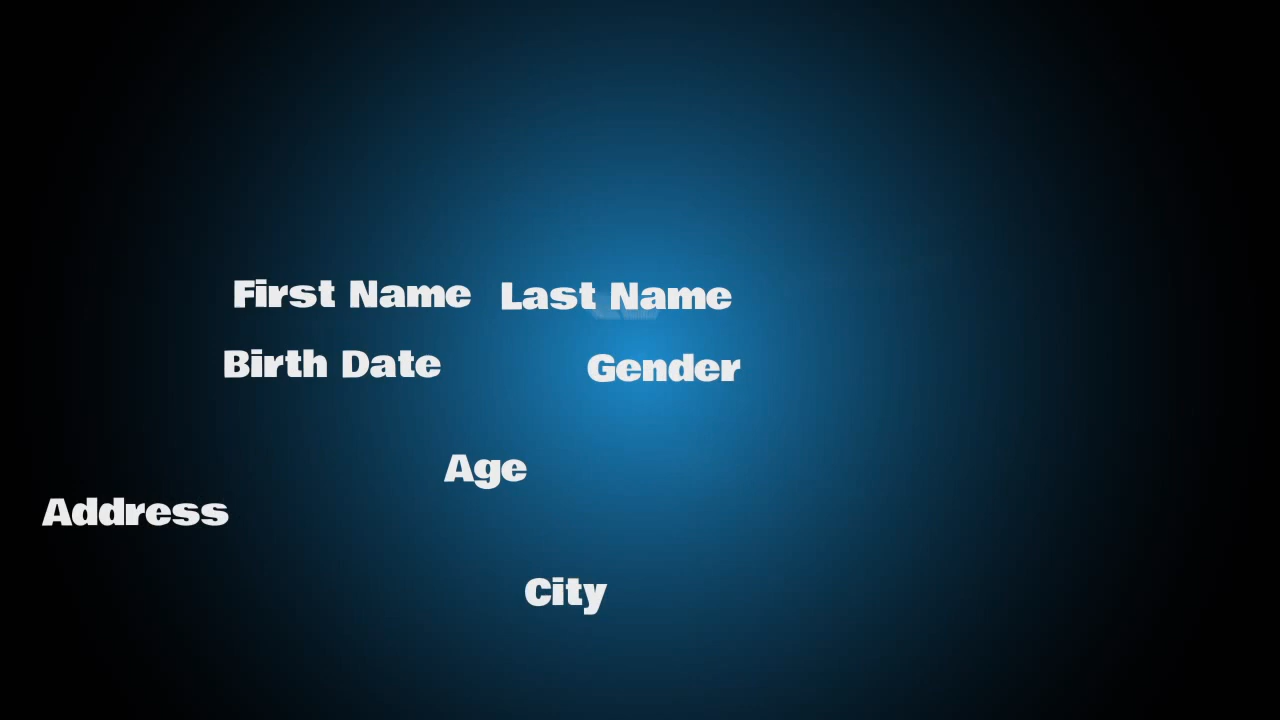 First Name Last Name
Birth Date Gender
Age
Address
City